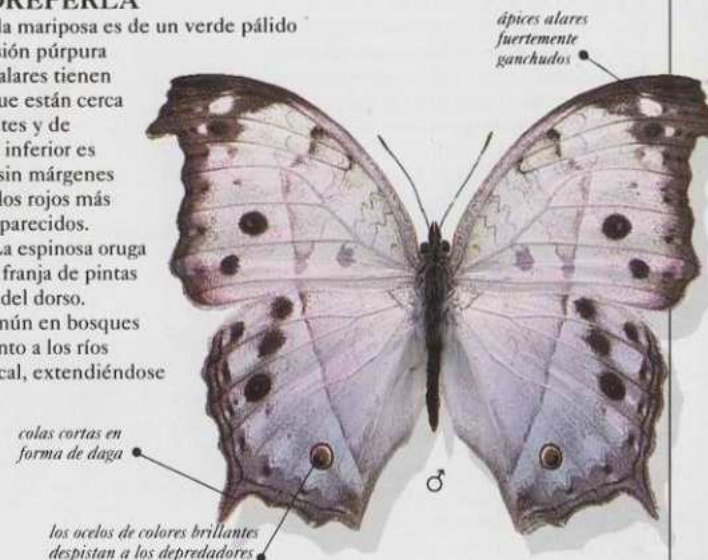 DREPERLA
la mariposa es de un verde pálido
sión púrpura
alares tienen
ue están cerca
tes y de
inferior es
sin márgenes
los rojos más
parecidos.
La espinosa oruga
franja de pintas
del dorso.
mún en bosques
nto a los ríos
cal, extendiéndose
ápices alares
fuertemente
ganchudos
colas cortas en
forma de daga
♂
los ocelos de colores brillantes
despistan a los depredadores